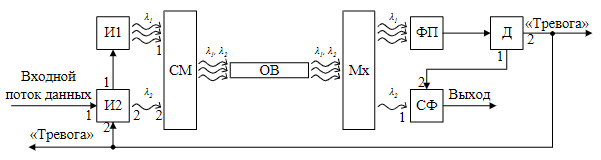 λ₁
λ₁
«Тревога»
И1
1
СМ
λ₁, λ₂
ОВ
λ₁, λ₂
Мх
ФП
Д
2
1
Входной
поток данных
1
1
И2
2
λ₂
2
2
λ₂
1
2
СФ
Выход
«Тревога»